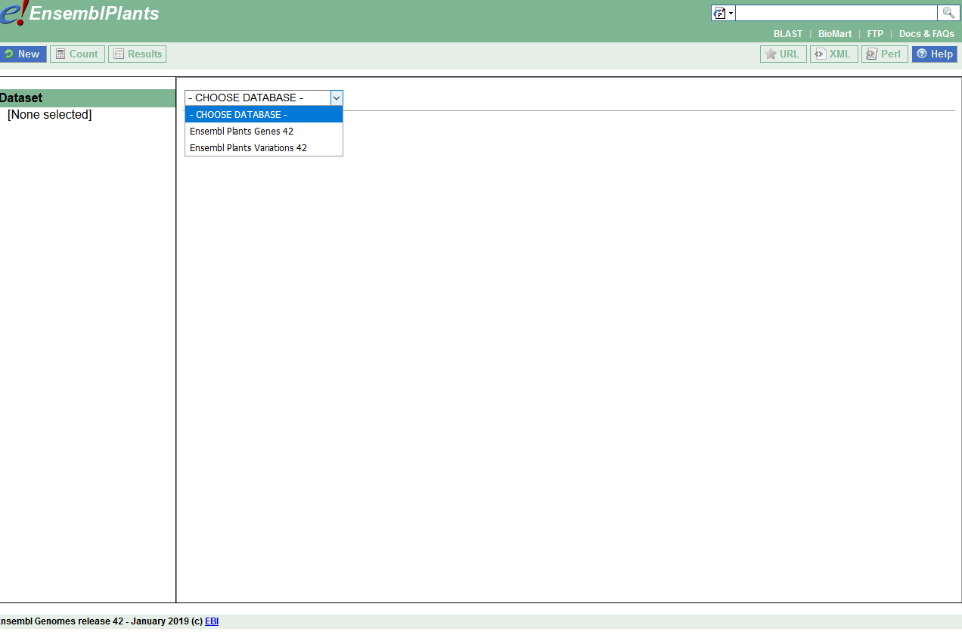 e! EnsemblPlants
BLAST | BioMart | FTP | Docs & FAQs
New Count Results URL XML Perl Help
Dataset
[None selected]
- CHOOSE DATABASE -
- CHOOSE DATABASE -
Ensembl Plants Genes 42
Ensembl Plants Variations 42
nsembl Genomes release 42 - January 2019 (c) EBI